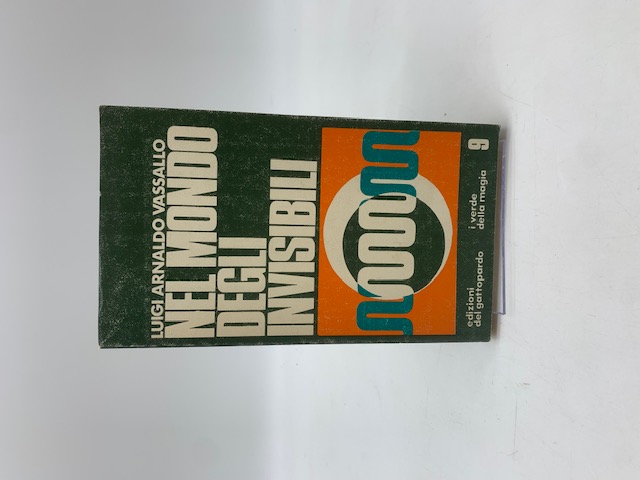 LUIGI ARNALDO VASSALLO
NEL MONDO
DEGLI
INVISIBILI
edizioni
del gattopardo
i verde
della magia
9